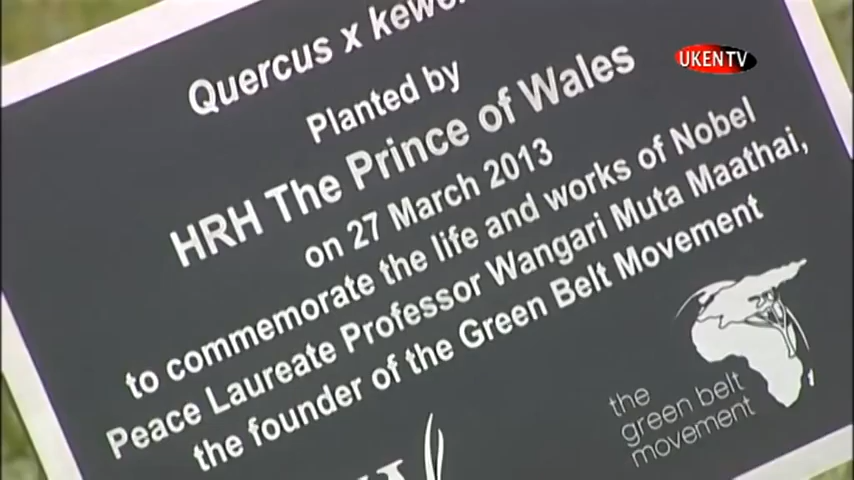 Quercus x kewe
Planted by
HRH The Prince of Wales
on 27 March 2013
to commemorate the life and works of Nobel
Peace Laureate Professor Wangari Muta Maathai,
the founder of the Green Belt Movement
the
green belt
movement
UKENTV